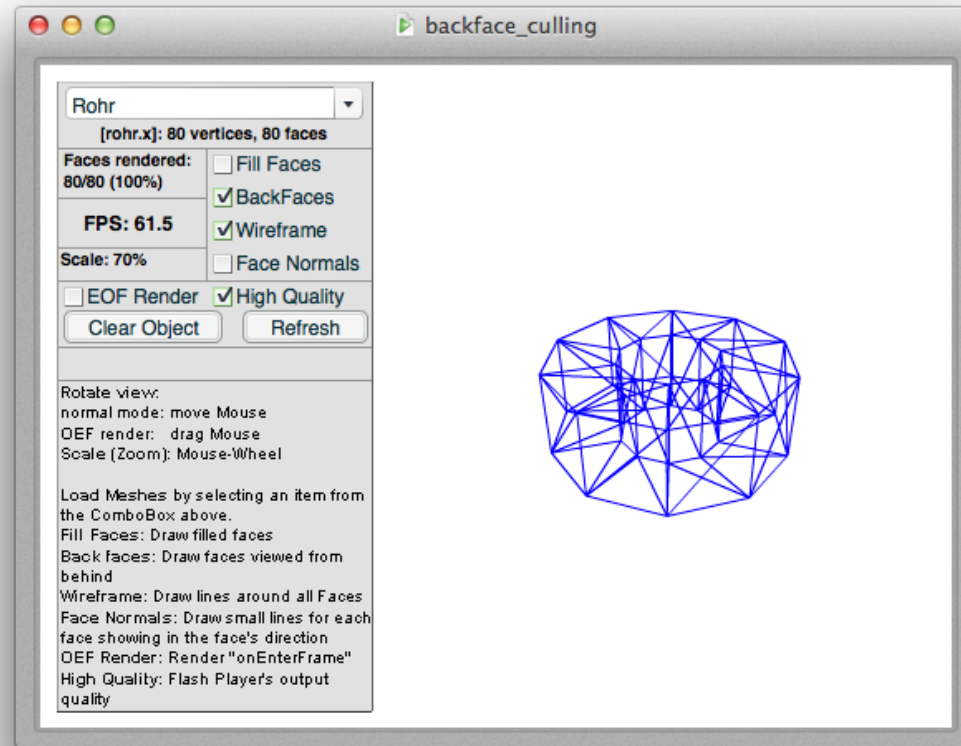 backface_culling
Rohr
[rohr.x]: 80 vertices, 80 faces
Faces rendered:
80/80 (100%)
FPS: 61.5
Scale: 70%
Fill Faces
BackFaces
Wireframe
Face Normals
EOF Render
High Quality
Clear Object
Refresh
Rotate view:
normal mode: move Mouse
OEF render: drag Mouse
Scale (Zoom): Mouse-Wheel
Load Meshes by selecting an item from
the ComboBox above.
Fill Faces: Draw filled faces
Back faces: Draw faces viewed from
behind
Wireframe: Draw lines around all Faces
Face Normals: Draw small lines for each
face showing in the face's direction
OEF Render: Render "onEnterFrame"
High Quality: Flash Player's output
quality